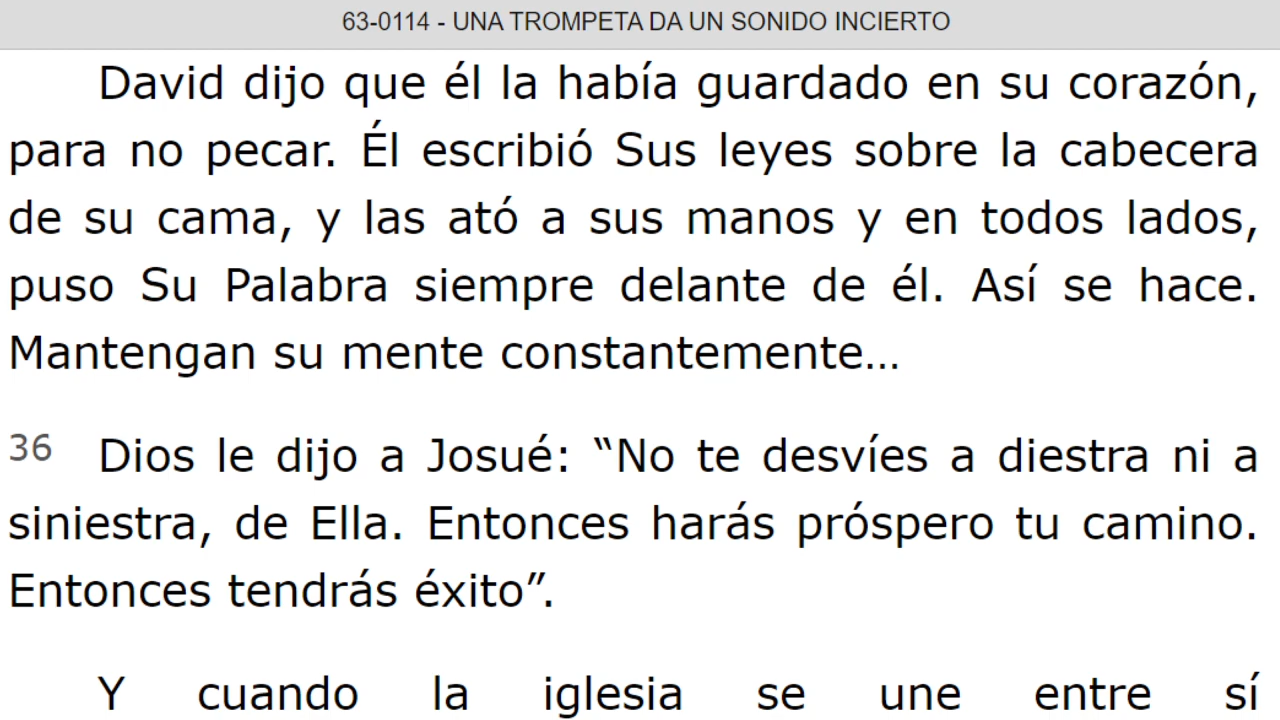 63-0114 - UNA TROMPETA DA UN SONIDO INCIERTO
David dijo que él la había guardado en su corazón,
para no pecar. Él escribió Sus leyes sobre la cabecera
de su cama, y las ató a sus manos y en todos lados,
puso Su Palabra siempre delante de él. Así se hace.
Mantengan su mente constantemente…
36 Dios le dijo a Josué: “No te desvíes a diestra ni a
siniestra, de Ella. Entonces harás próspero tu camino.
Entonces tendrás éxito”.
Y cuando la iglesia se une entre sí